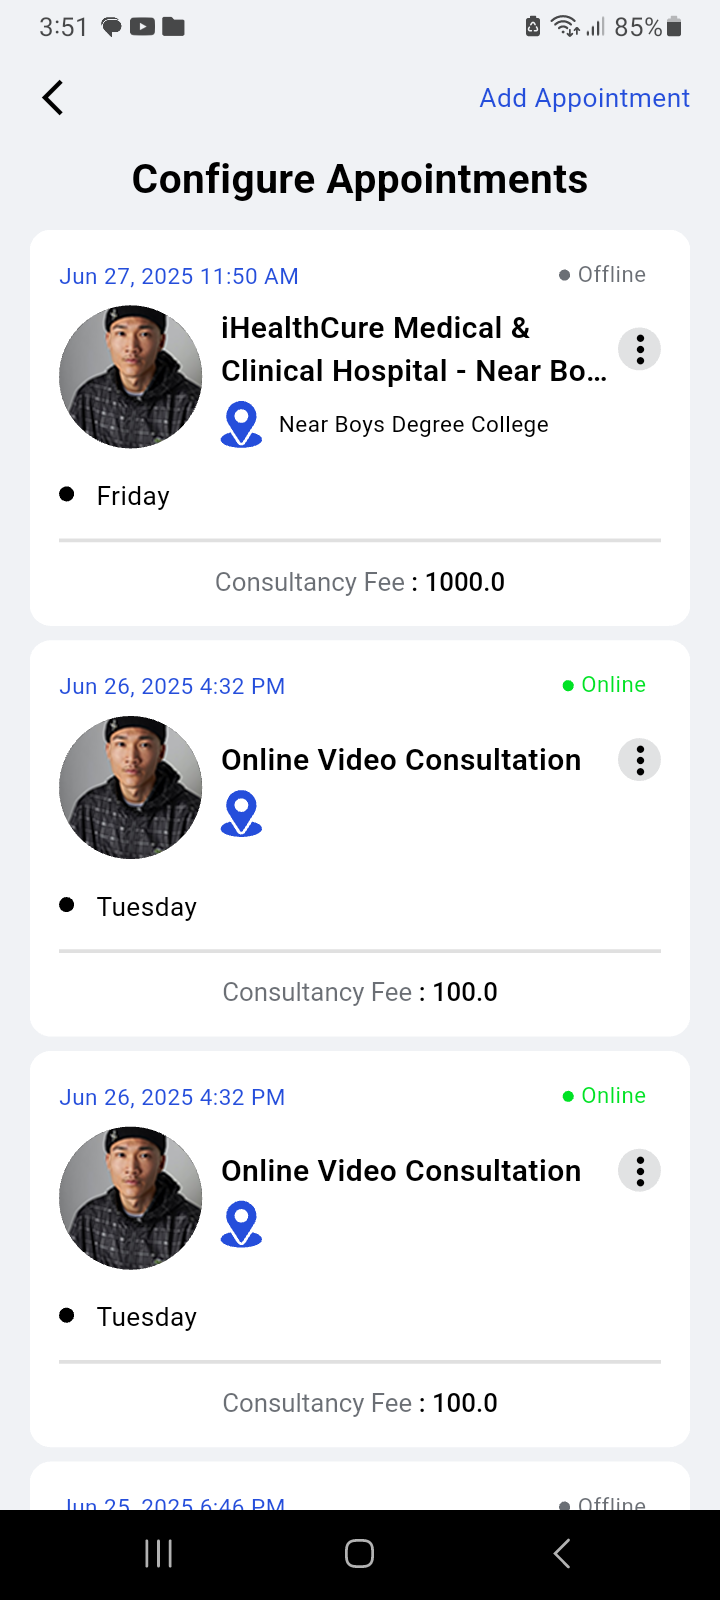 3:51
85%
Add Appointment
Configure Appointments
Jun 27, 2025 11:50 AM
Offline
iHealthCure Medical &
Clinical Hospital - Near Bo...
Near Boys Degree College
Friday
Consultancy Fee : 1000.0
Jun 26, 2025 4:32 PM
Online
Online Video Consultation
Tuesday
Consultancy Fee : 100.0
Jun 26, 2025 4:32 PM
Online
Online Video Consultation
Tuesday
Consultancy Fee : 100.0
Jun 25, 2025 6:46 PM
Offline